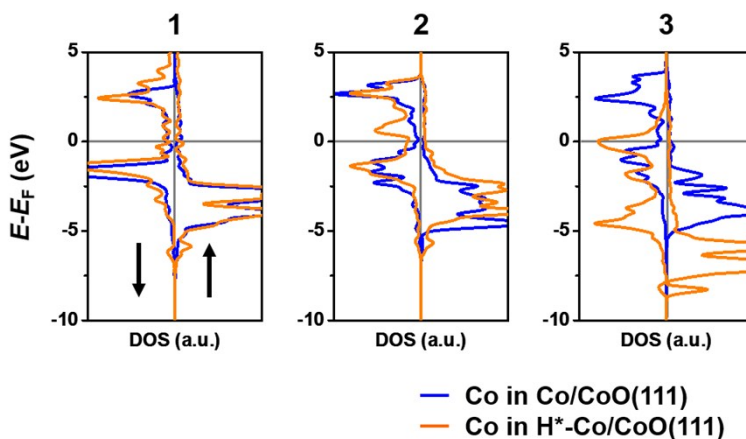 1 2 3
E-E_F (eV)
5 5 5
0 0 0
-5 -5 -5
-10 -10 -10
DOS (a.u.) DOS (a.u.) DOS (a.u.)
Co in Co/CoO(111)
Co in H*-Co/CoO(111)